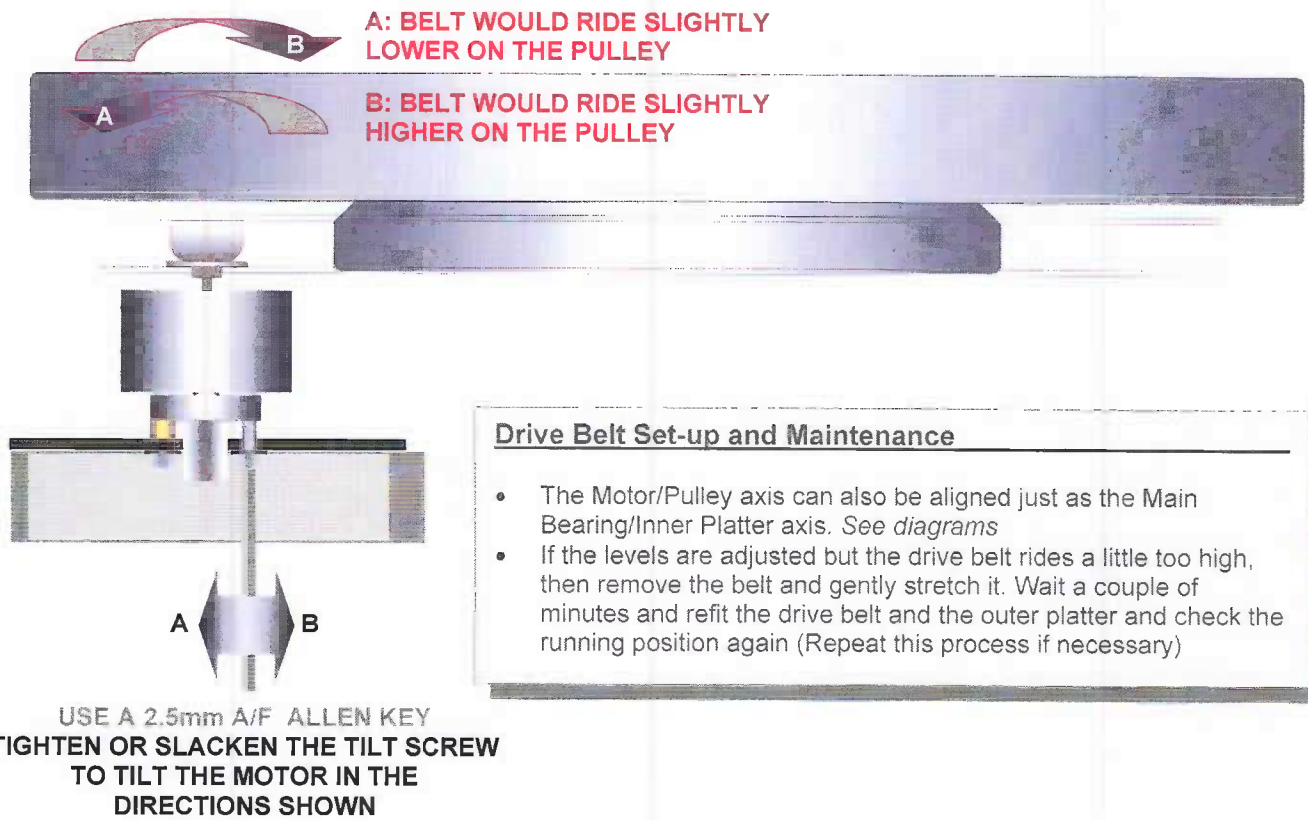 A: BELT WOULD RIDE SLIGHTLY
LOWER ON THE PULLEY
B
A
B: BELT WOULD RIDE SLIGHTLY
HIGHER ON THE PULLEY
Drive Belt Set-up and Maintenance
• The Motor/Pulley axis can also be aligned just as the Main
Bearing/Inner Platter axis. See diagrams
• If the levels are adjusted but the drive belt rides a little too high,
then remove the belt and gently stretch it. Wait a couple of
minutes and refit the drive belt and the outer platter and check the
running position again (Repeat this process if necessary)
A B
USE A 2.5mm A/F ALLEN KEY
TIGHTEN OR SLACKEN THE TILT SCREW
TO TILT THE MOTOR IN THE
DIRECTIONS SHOWN